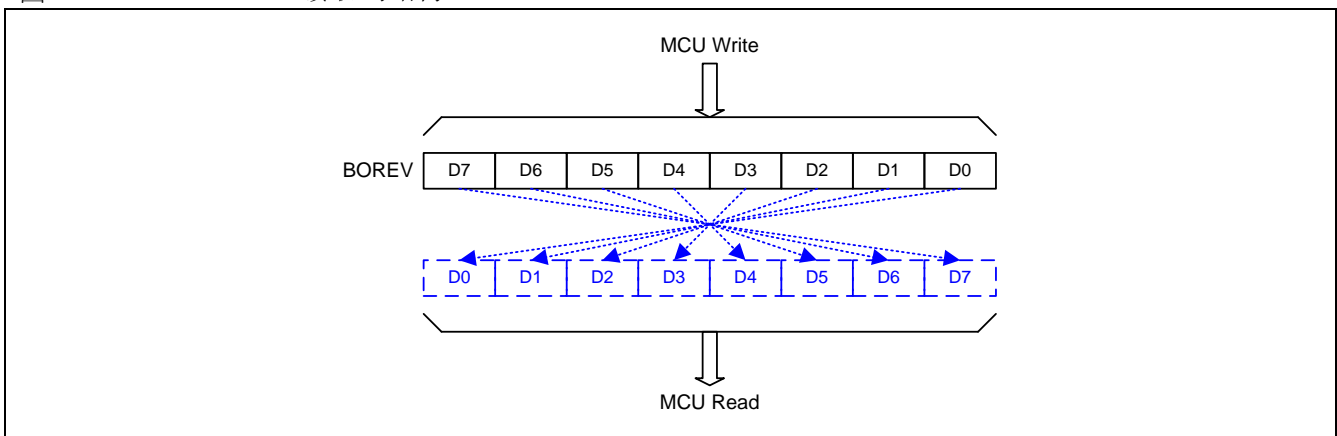 图
MCU Write
BOREV D7 D6 D5 D4 D3 D2 D1 D0
D0 D1 D2 D3 D4 D5 D6 D7
MCU Read